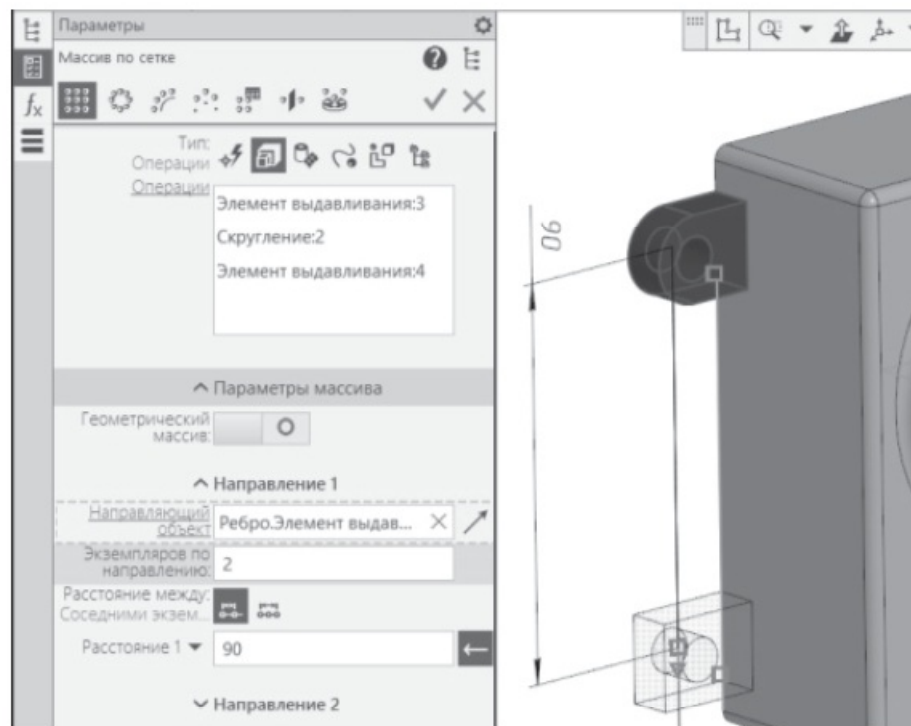 Параметры
Массив по сетке
fx
Тип:
Операции
Операции
Элемент выдавливания:3
Скругление:2
Элемент выдавливания:4
Параметры массива
Геометрический
массив:
Направление 1
Направляющий
объект
Ребро.Элемент выдав...
Экземпляров по
направлению:
2
Расстояние между:
Соседними экзем...
Расстояние 1
90
Направление 2
90